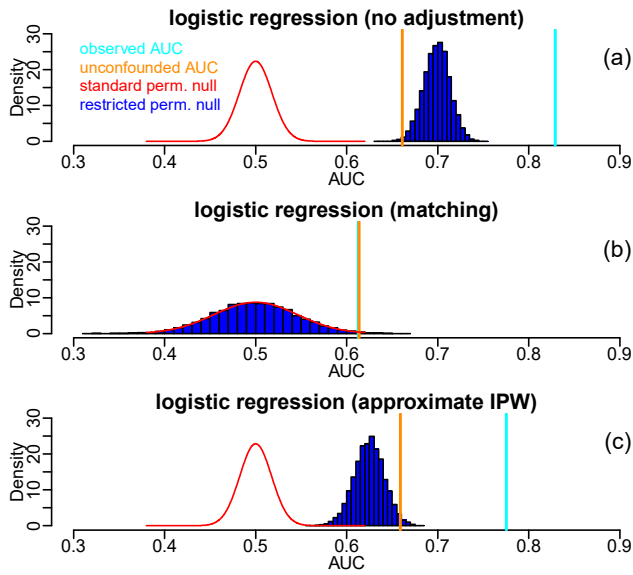 logistic regression (no adjustment)
(a)
observed AUC
unconfounded AUC
standard perm. null
restricted perm. null
Density
0 10 20 30
0.3 0.4 0.5 0.6 0.7 0.8 0.9
AUC
logistic regression (matching)
(b)
Density
0 10 20 30
0.3 0.4 0.5 0.6 0.7 0.8 0.9
AUC
logistic regression (approximate IPW)
(c)
Density
0 10 20 30
0.3 0.4 0.5 0.6 0.7 0.8 0.9
AUC